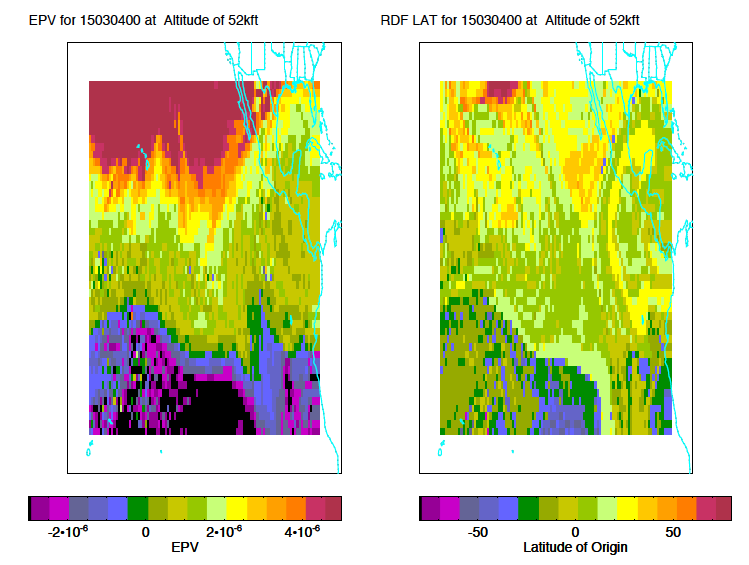 EPV for 15030400 at  Altitude of 52kft
RDF LAT for 15030400 at  Altitude of 52kft
-2•10⁻⁶ 0 2•10⁻⁶ 4•10⁻⁶
EPV
-50 0 50
Latitude of Origin